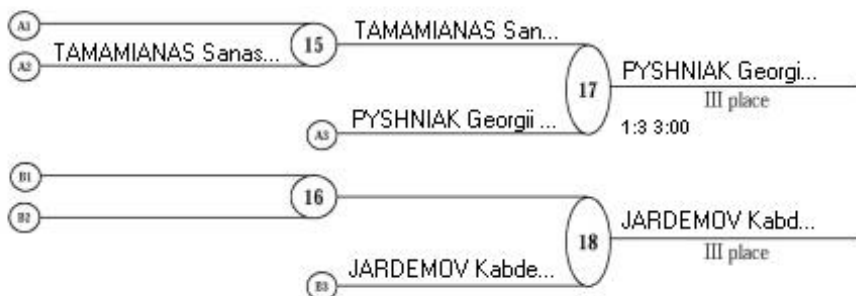 A1
15
TAMAMIANAS San...
A2
TAMAMIANAS Sanas...
17
PYSHNIAK Georgi...
III place
A3
PYSHNIAK Georgii ...
1:3 3:00
B1
16
B2
18
JARDEMOV Kabd...
III place
B3
JARDEMOV Kabde...